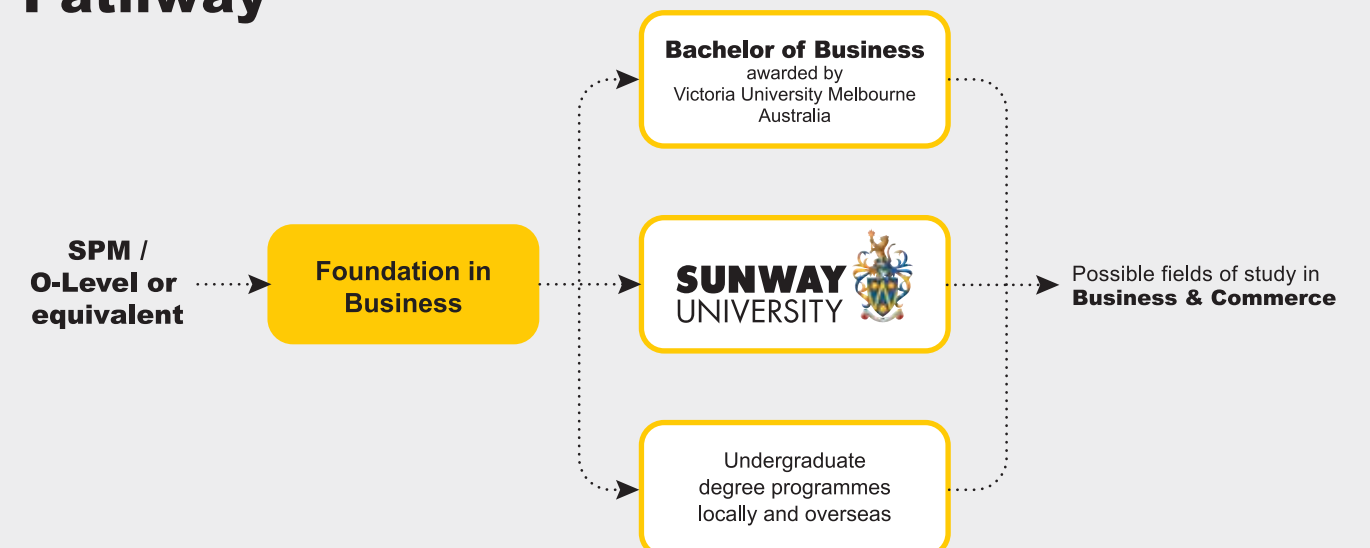 Pathway
SPM /
O-Level or
equivalent
Foundation in
Business
Bachelor of Business
awarded by
Victoria University Melbourne
Australia
SUNWAY
UNIVERSITY
Undergraduate
degree programmes
locally and overseas
Possible fields of study in
Business & Commerce